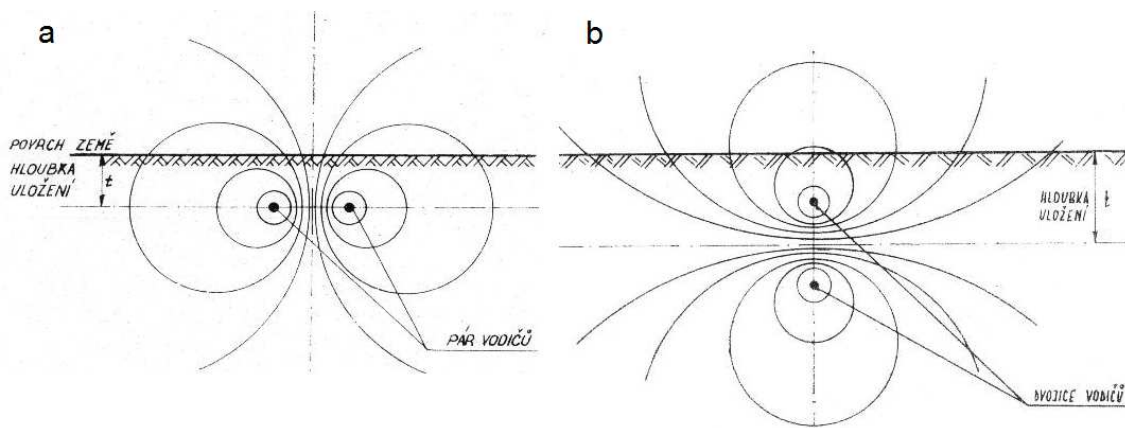 a
POVRCH ZEMĚ
HLOUBKA
ULOŽENÍ
t
PÁR VODIČŮ
b
HLOUBKA
ULOŽENÍ
t
DVOJICE VODIČŮ